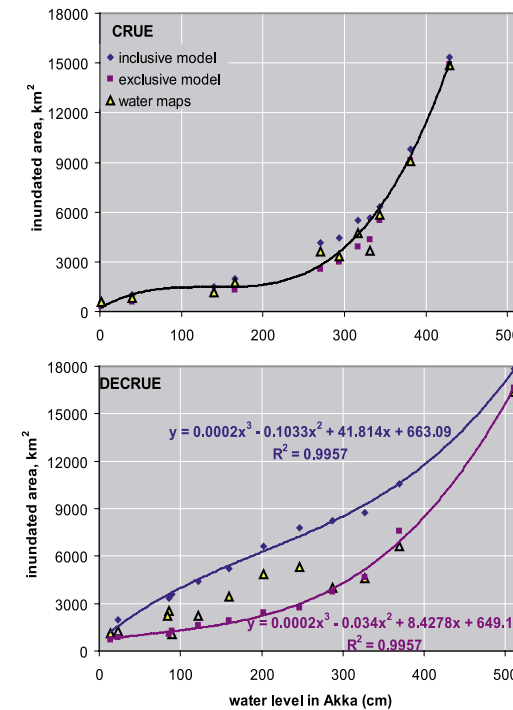 18000
15000
12000
9000
6000
3000
0
inundated area, km²
CRUE
inclusive model
exclusive model
water maps
0 100 200 300 400 500
18000
15000
12000
9000
6000
3000
0
inundated area, km²
DECRUE
y = 0.0002x³ - 0.1033x² + 41.814x + 663.09
R² = 0.9957
y = 0.0002x³ - 0.034x² + 8.4278x + 649.1
R² = 0.9957
0 100 200 300 400
water level in Akka (cm)